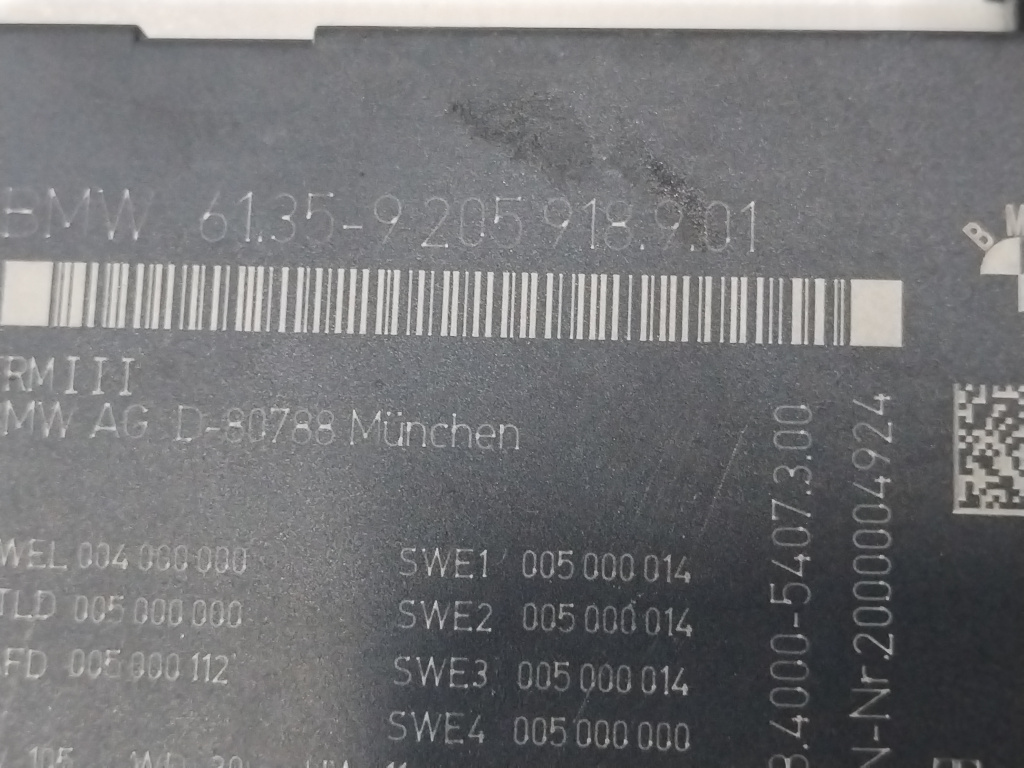 BMW 61.35-9 205 918.9.01
RMIII
MW AG D-80788 München
WEL 004 000 000 SWE1 005 000 014
TLD 005 000 000 SWE2 005 000 014
FD 005 000 112 SWE3 005 000 014
SWE4 005 000 000
8.4000-5407.3.00
N-Nr.2000004924
B M